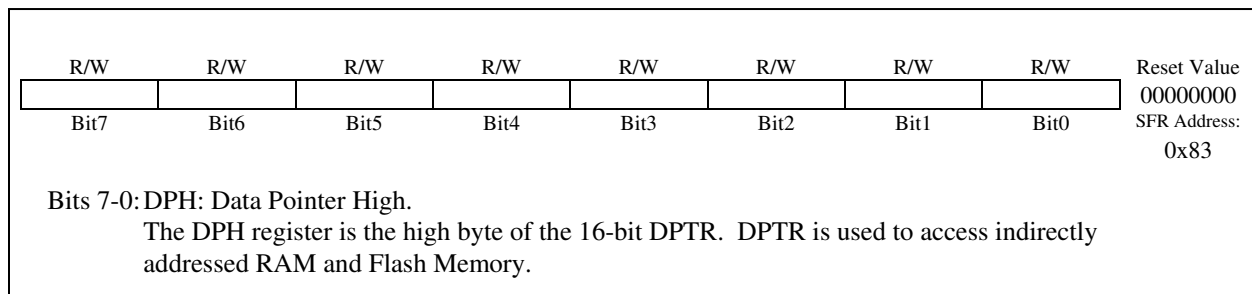 R/W R/W R/W R/W R/W R/W R/W R/W Reset Value
00000000
Bit7 Bit6 Bit5 Bit4 Bit3 Bit2 Bit1 Bit0 SFR Address:
0x83
Bits 7-0: DPH: Data Pointer High.
The DPH register is the high byte of the 16-bit DPTR. DPTR is used to access indirectly
addressed RAM and Flash Memory.